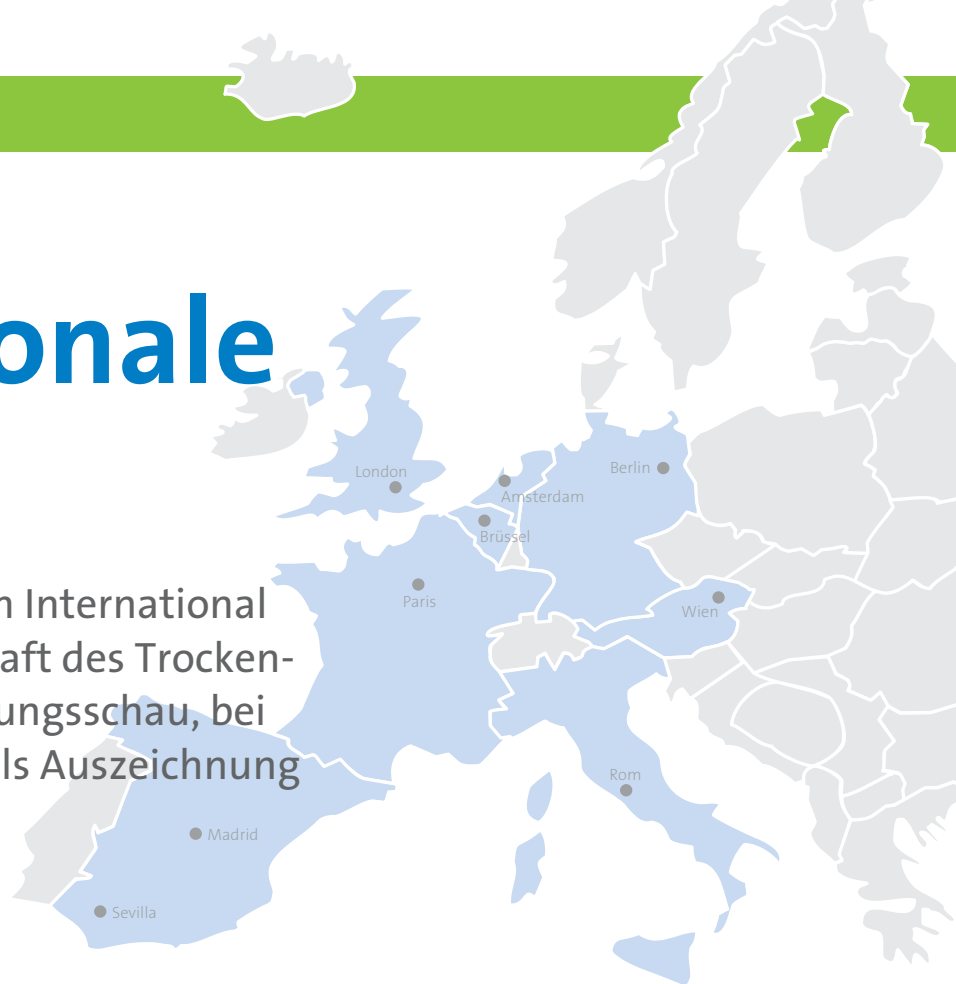 onale
London
Berlin
Amsterdam
Brüssel
Paris
Wien
n International
aft des Trocken-
ungsschau, bei
ls Auszeichnung
Rom
Madrid
Sevilla